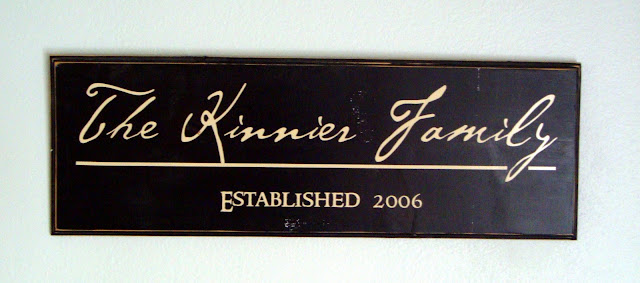 The Kinnier Family
ESTABLISHED 2006